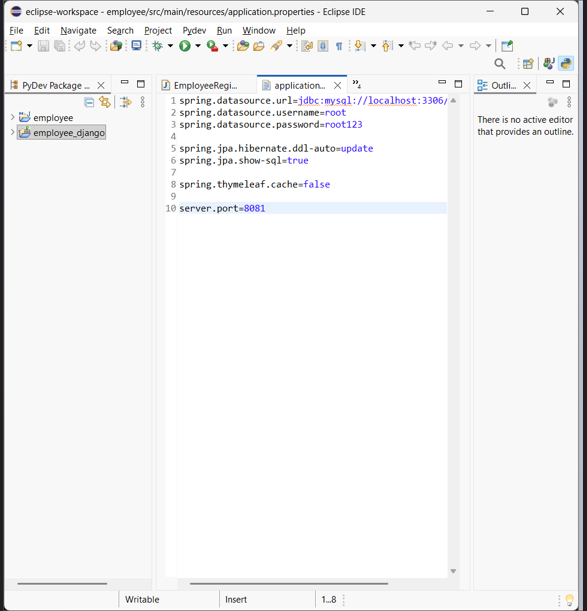 eclipse-workspace - employee/src/main/resources/application.properties - Eclipse IDE
File Edit Navigate Search Project Pydev Run Window Help
PyDev Package ...
employee
employee_django
EmployeeRegi...
application...
»4
1 spring.datasource.url=jdbc:mysql://localhost:3306/
2 spring.datasource.username=root
3 spring.datasource.password=root123
4
5 spring.jpa.hibernate.ddl-auto=update
6 spring.jpa.show-sql=true
7
8 spring.thymeleaf.cache=false
9
10 server.port=8081
Outli...
There is no active editor
that provides an outline.
Writable Insert 1...8